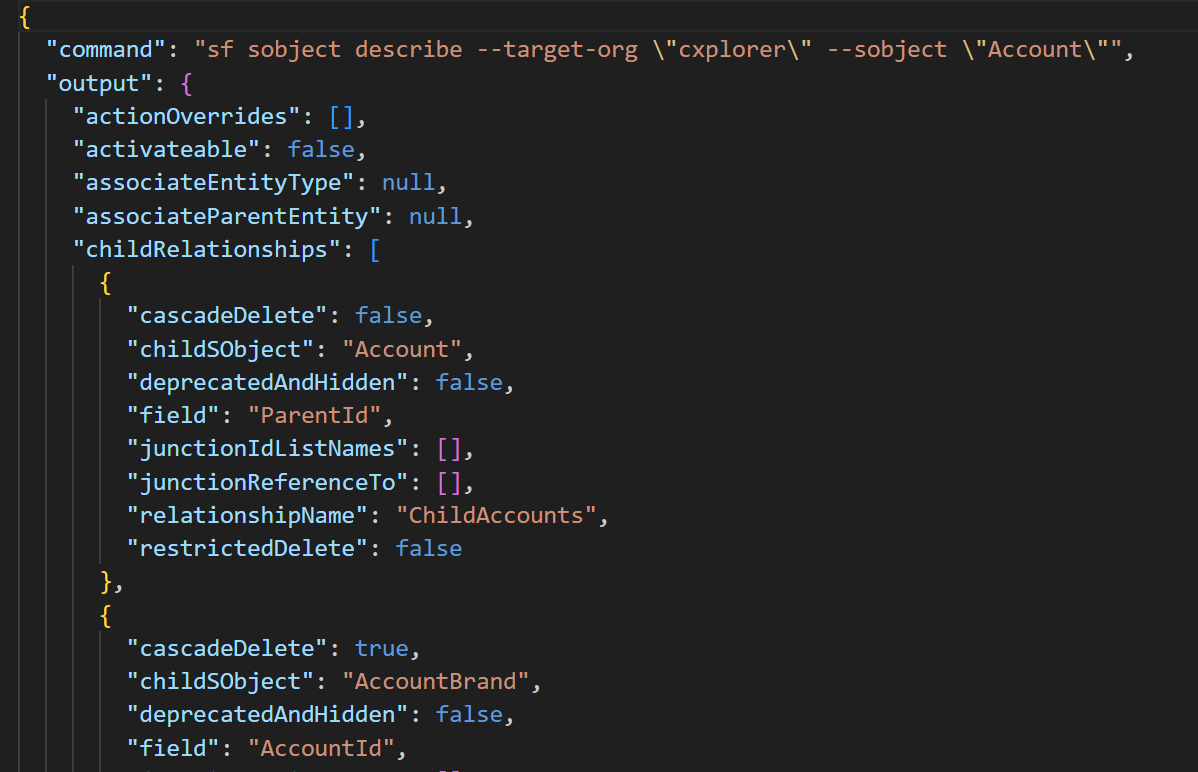 {
"command": "sf sobject describe --target-org \"cxplorer\" --sobject \"Account\"",
"output": {
"actionOverrides": [],
"activateable": false,
"associateEntityType": null,
"associateParentEntity": null,
"childRelationships": [
{
"cascadeDelete": false,
"childSObject": "Account",
"deprecatedAndHidden": false,
"field": "ParentId",
"junctionIdListNames": [],
"junctionReferenceTo": [],
"relationshipName": "ChildAccounts",
"restrictedDelete": false
},
{
"cascadeDelete": true,
"childSObject": "AccountBrand",
"deprecatedAndHidden": false,
"field": "AccountId",